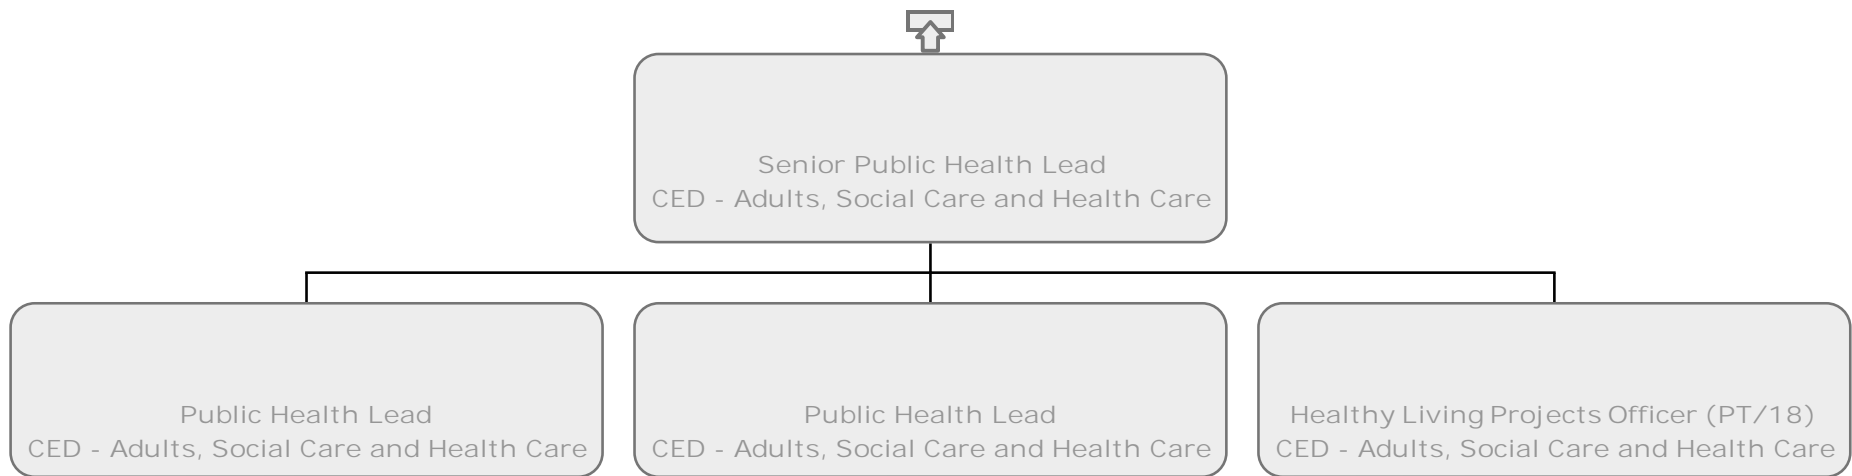 Senior Public Health Lead
CED - Adults, Social Care and Health Care
Public Health Lead
CED - Adults, Social Care and Health Care
Public Health Lead
CED - Adults, Social Care and Health Care
Healthy Living Projects Officer (PT/18)
CED - Adults, Social Care and Health Care